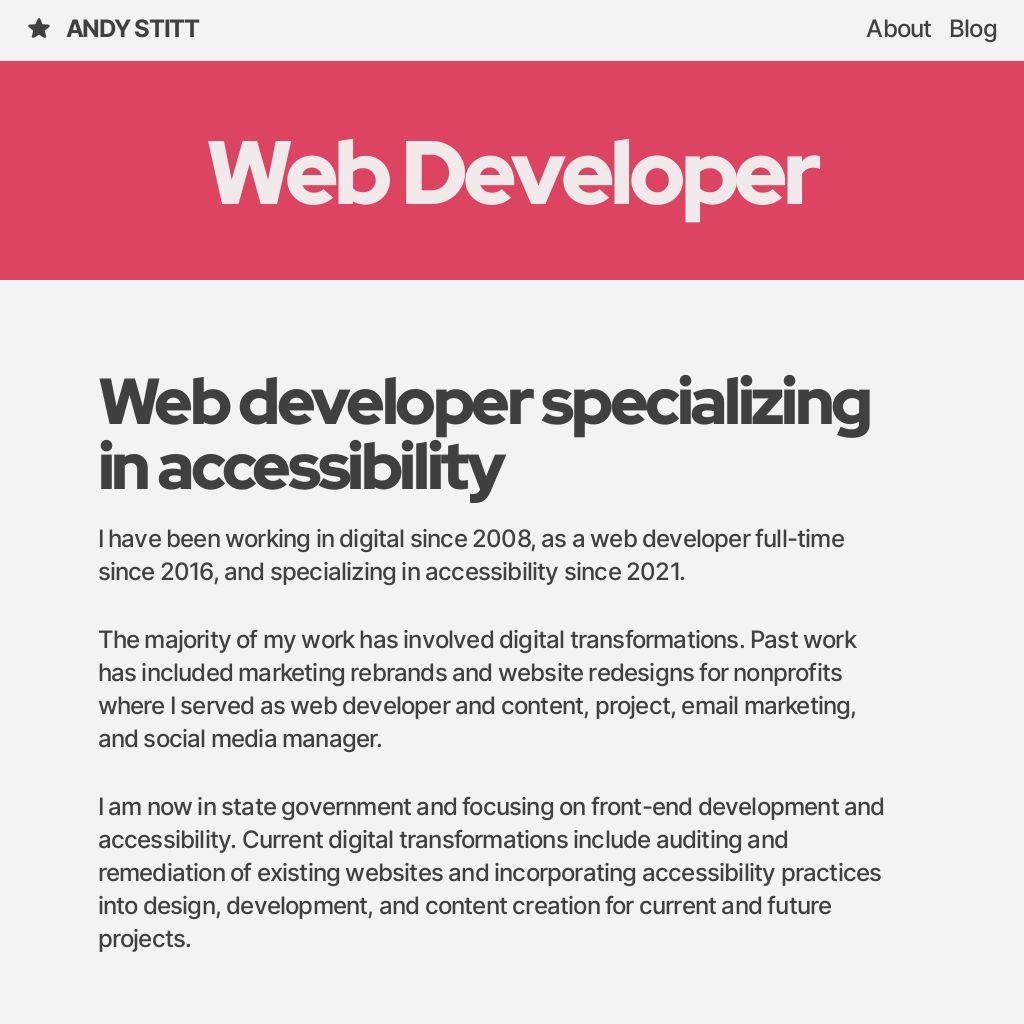 ANDY STITT
About Blog
Web Developer
Web developer specializing
in accessibility
I have been working in digital since 2008, as a web developer full-time
since 2016, and specializing in accessibility since 2021.
The majority of my work has involved digital transformations. Past work
has included marketing rebrands and website redesigns for nonprofits
where I served as web developer and content, project, email marketing,
and social media manager.
I am now in state government and focusing on front-end development and
accessibility. Current digital transformations include auditing and
remediation of existing websites and incorporating accessibility practices
into design, development, and content creation for current and future
projects.